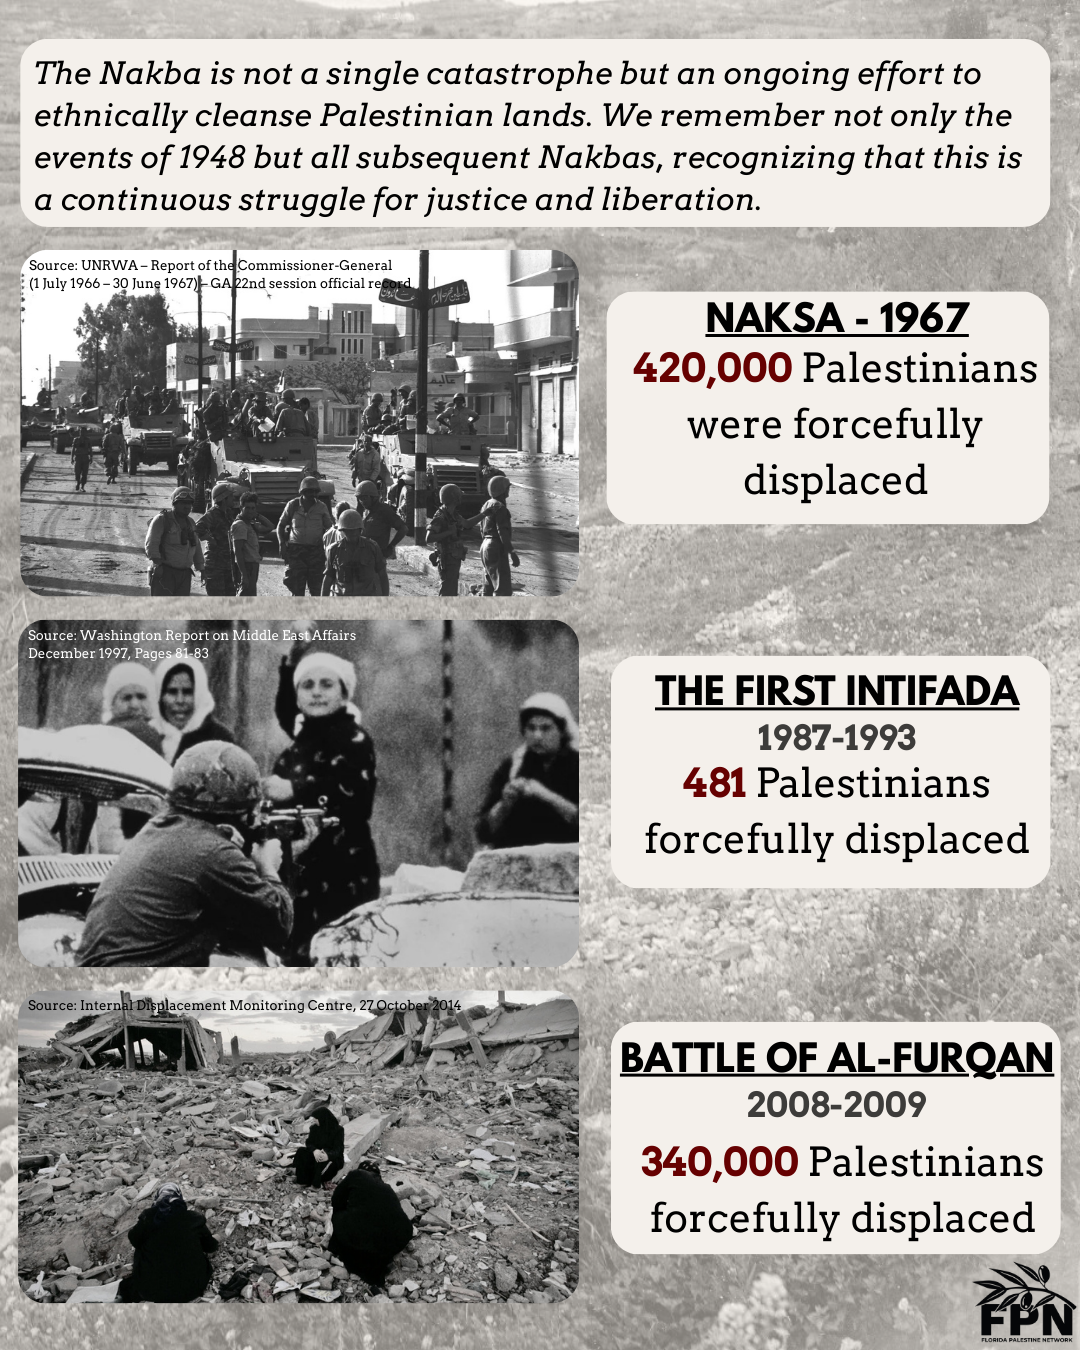 The Nakba is not a single catastrophe but an ongoing effort to
ethnically cleanse Palestinian lands. We remember not only the
events of 1948 but all subsequent Nakbas, recognizing that this is
a continuous struggle for justice and liberation.
Source: UNRWA – Report of the Commissioner-General
(1 July 1966 – 30 June 1967) – GA 22nd session official record
NAKSA - 1967
420,000 Palestinians
were forcefully
displaced
Source: Washington Report on Middle East Affairs
December 1997, Pages 81-83
THE FIRST INTIFADA
1987-1993
481 Palestinians
forcefully displaced
Source: Internal Displacement Monitoring Centre, 27 October 2014
BATTLE OF AL-FURQAN
2008-2009
340,000 Palestinians
forcefully displaced
FPN
FLORIDA PALESTINE NETWORK